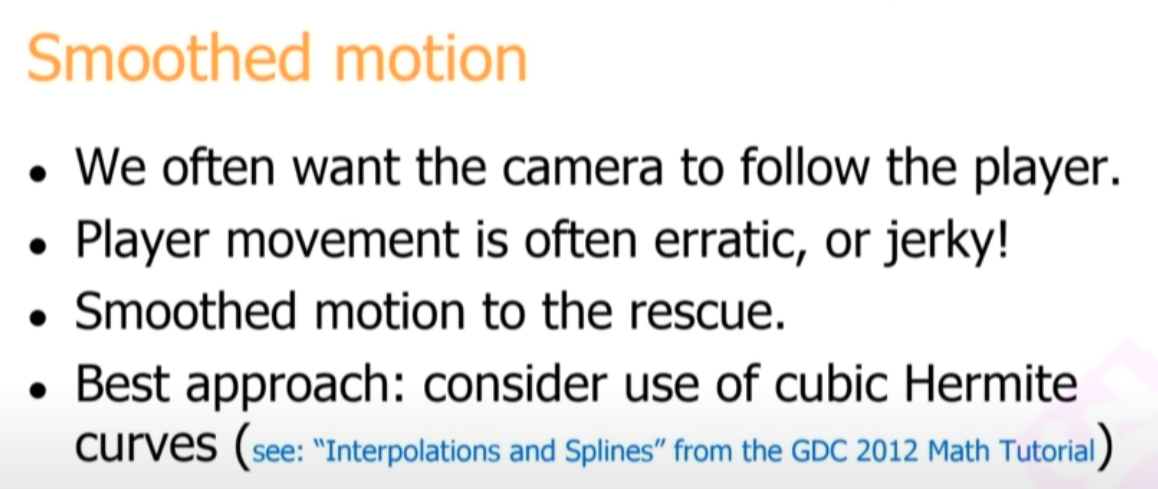 Smoothed motion
• We often want the camera to follow the player.
• Player movement is often erratic, or jerky!
• Smoothed motion to the rescue.
• Best approach: consider use of cubic Hermite
curves (see: “Interpolations and Splines” from the GDC 2012 Math Tutorial)